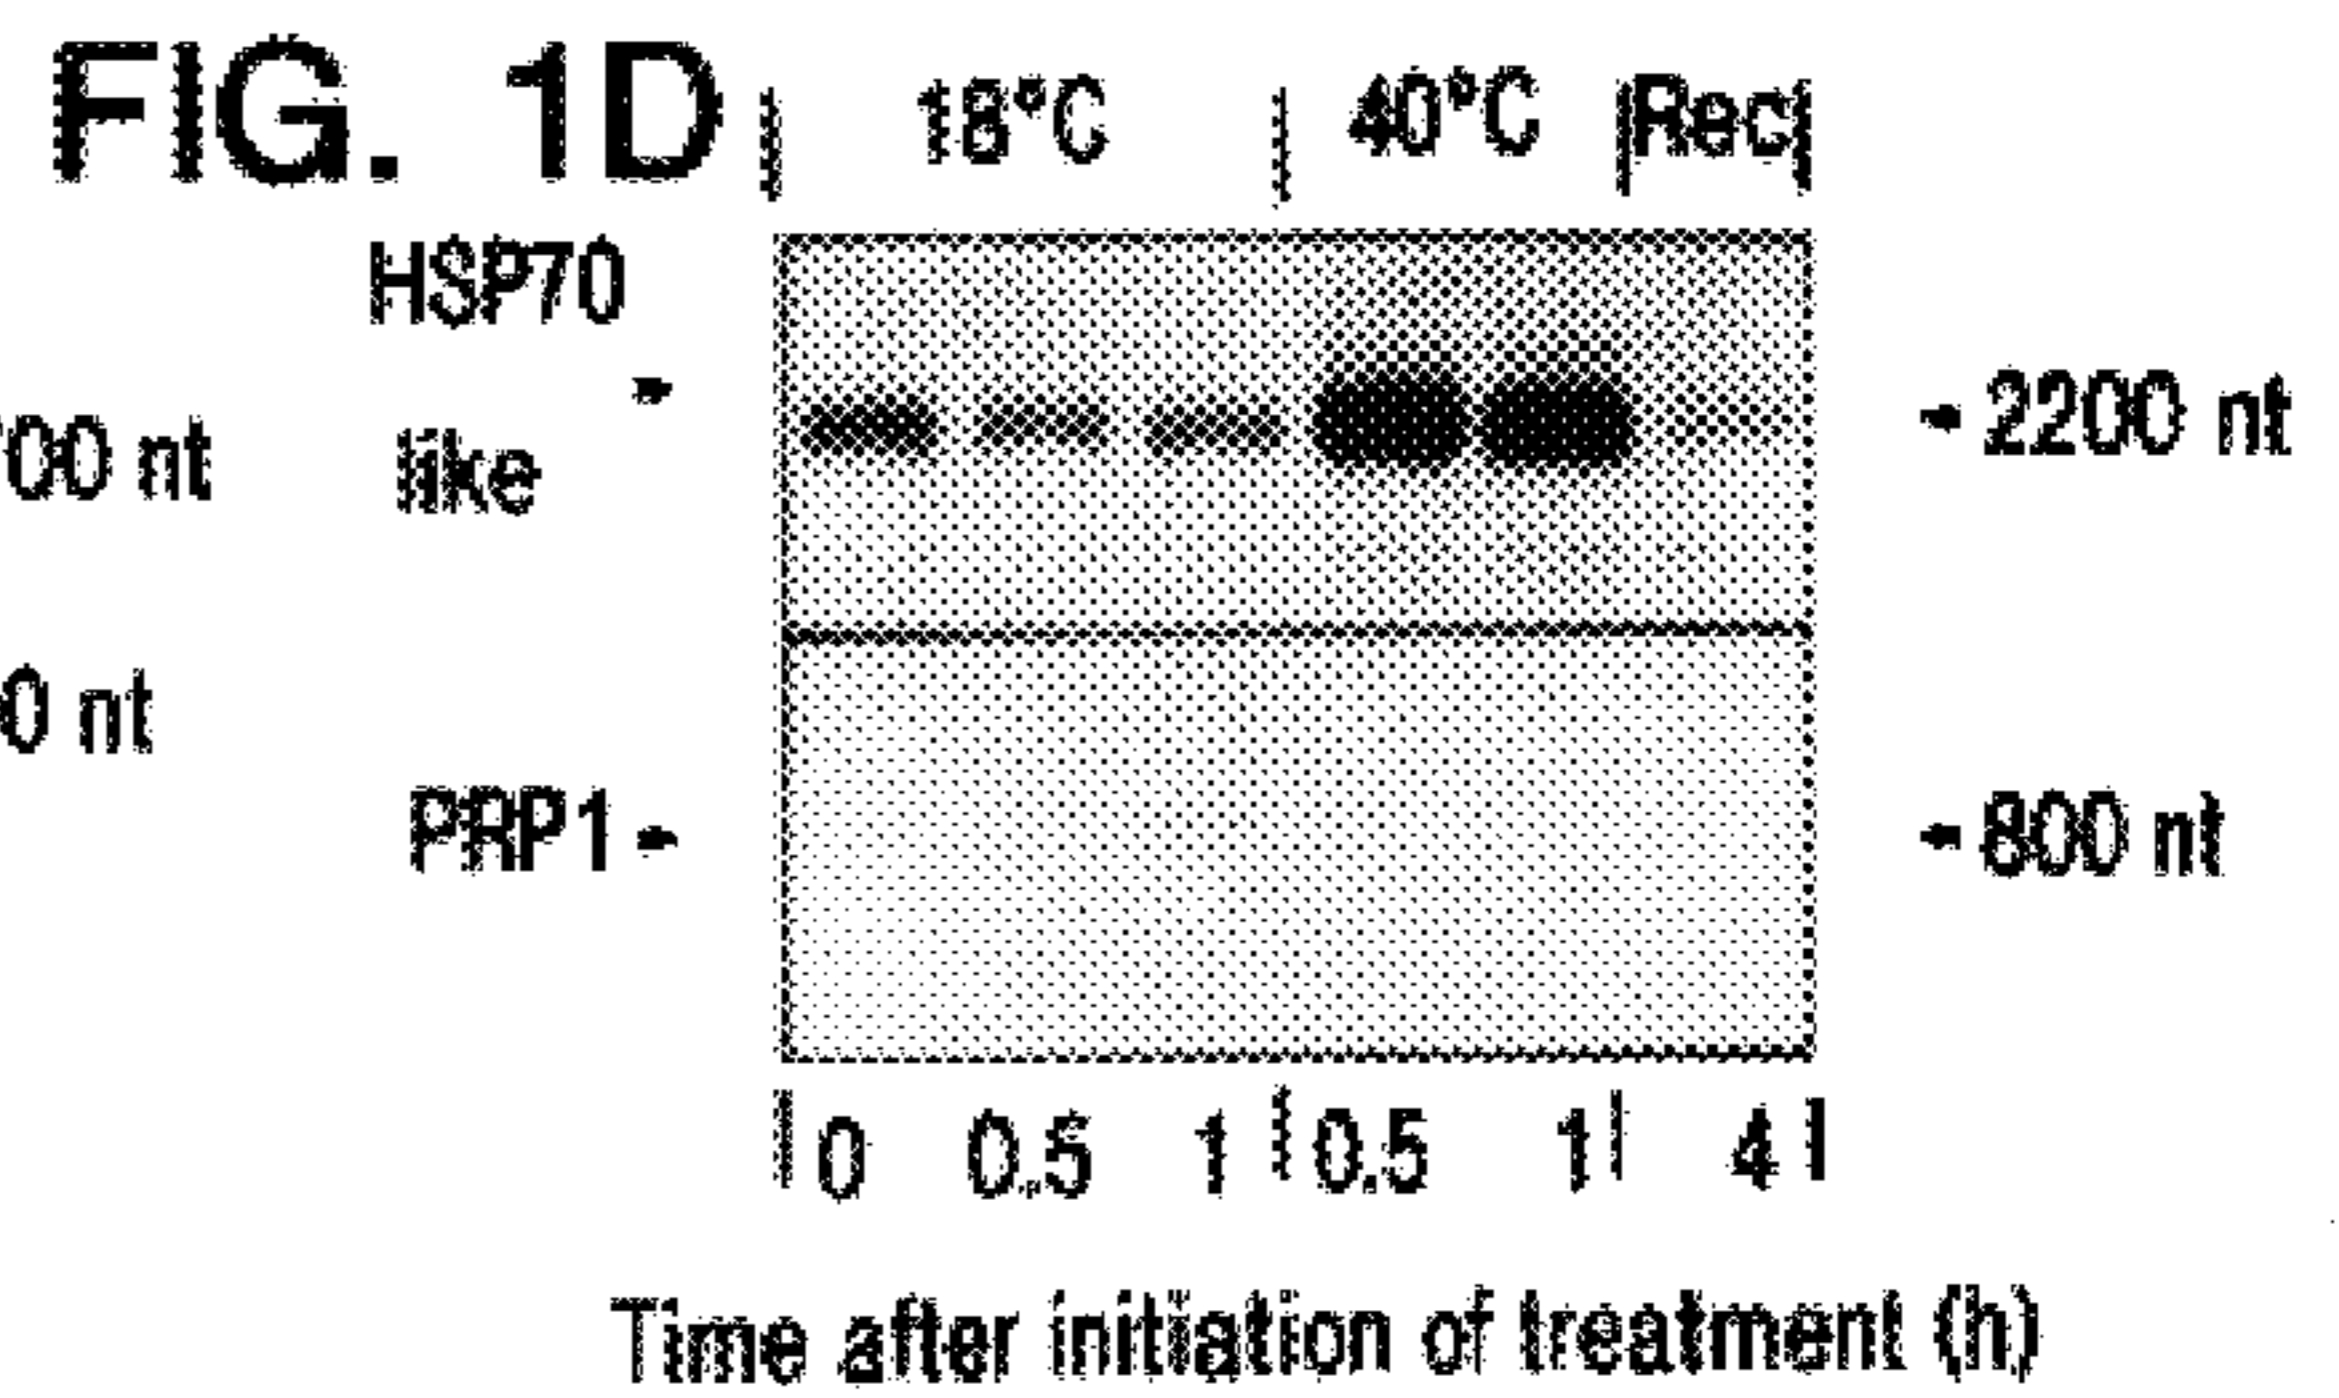 FIG. 1D
18°C 40°C Rec
HSP70
like
2200 nt
00 nt
0 nt
PRP1
800 nt
0 0.5 1 0.5 1 4
Time after initiation of treatment (h)